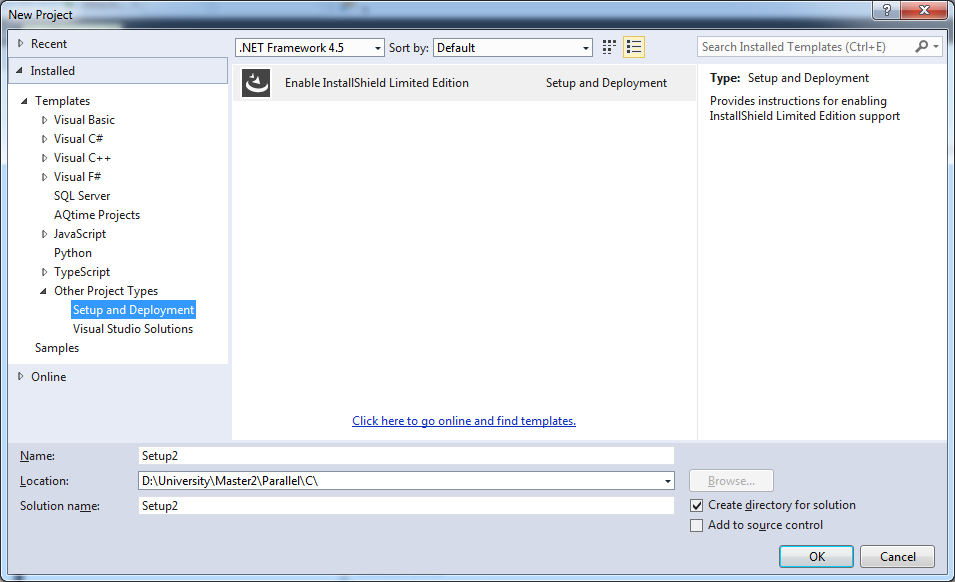 New Project
?
Recent
Installed
Templates
Visual Basic
Visual C#
Visual C++
Visual F#
SQL Server
AQtime Projects
JavaScript
Python
TypeScript
Other Project Types
Setup and Deployment
Visual Studio Solutions
Samples
Online
.NET Framework 4.5 Sort by: Default
Enable InstallShield Limited Edition Setup and Deployment
Click here to go online and find templates.
Search Installed Templates (Ctrl+E)
Type: Setup and Deployment
Provides instructions for enabling
InstallShield Limited Edition support
Name: Setup2
Location: D:\University\Master2\Parallel\C\
Browse...
Solution name: Setup2
Create directory for solution
Add to source control
OK Cancel